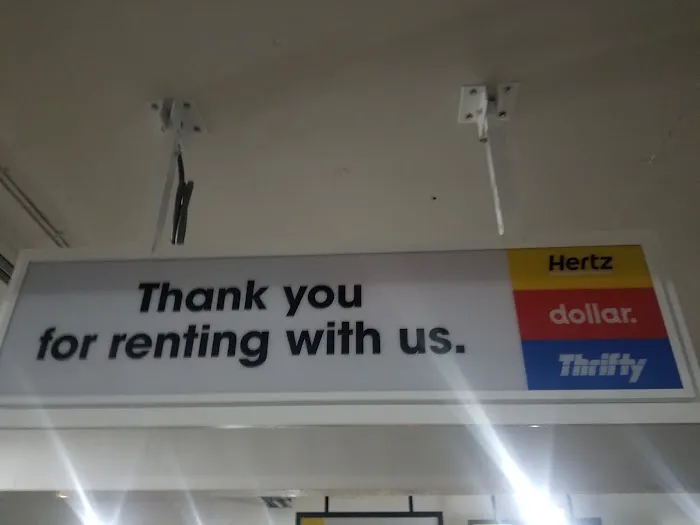 Thank you
for renting with us.
Hertz
dollar.
Thrifty